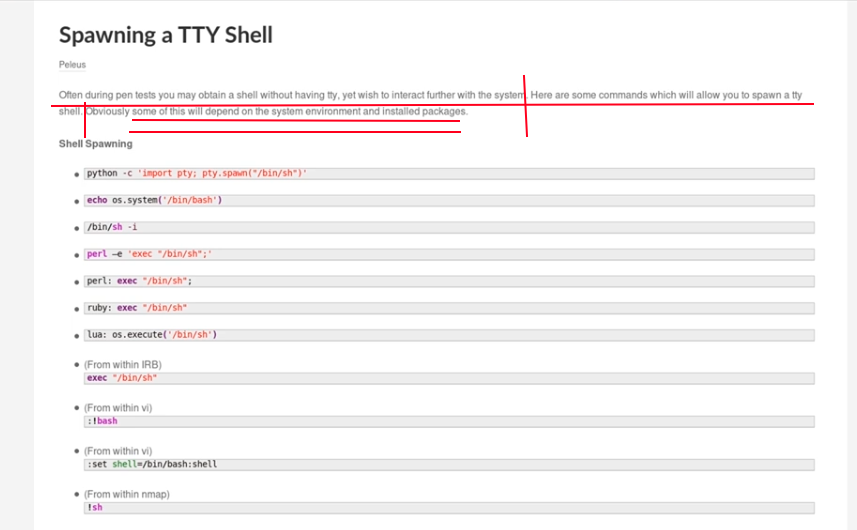 Spawning a TTY Shell
Peleus
Often during pen tests you may obtain a shell without having tty, yet wish to interact further with the system. Here are some commands which will allow you to spawn a tty
shell. Obviously some of this will depend on the system environment and installed packages.
Shell Spawning
python -c 'import pty; pty.spawn("/bin/sh")'
echo os.system('/bin/bash')
/bin/sh -i
perl —e 'exec "/bin/sh";'
perl: exec "/bin/sh";
ruby: exec "/bin/sh"
lua: os.execute('/bin/sh')
(From within IRB)
exec "/bin/sh"
(From within vi)
:!bash
(From within vi)
:set shell=/bin/bash:shell
(From within nmap)
!sh